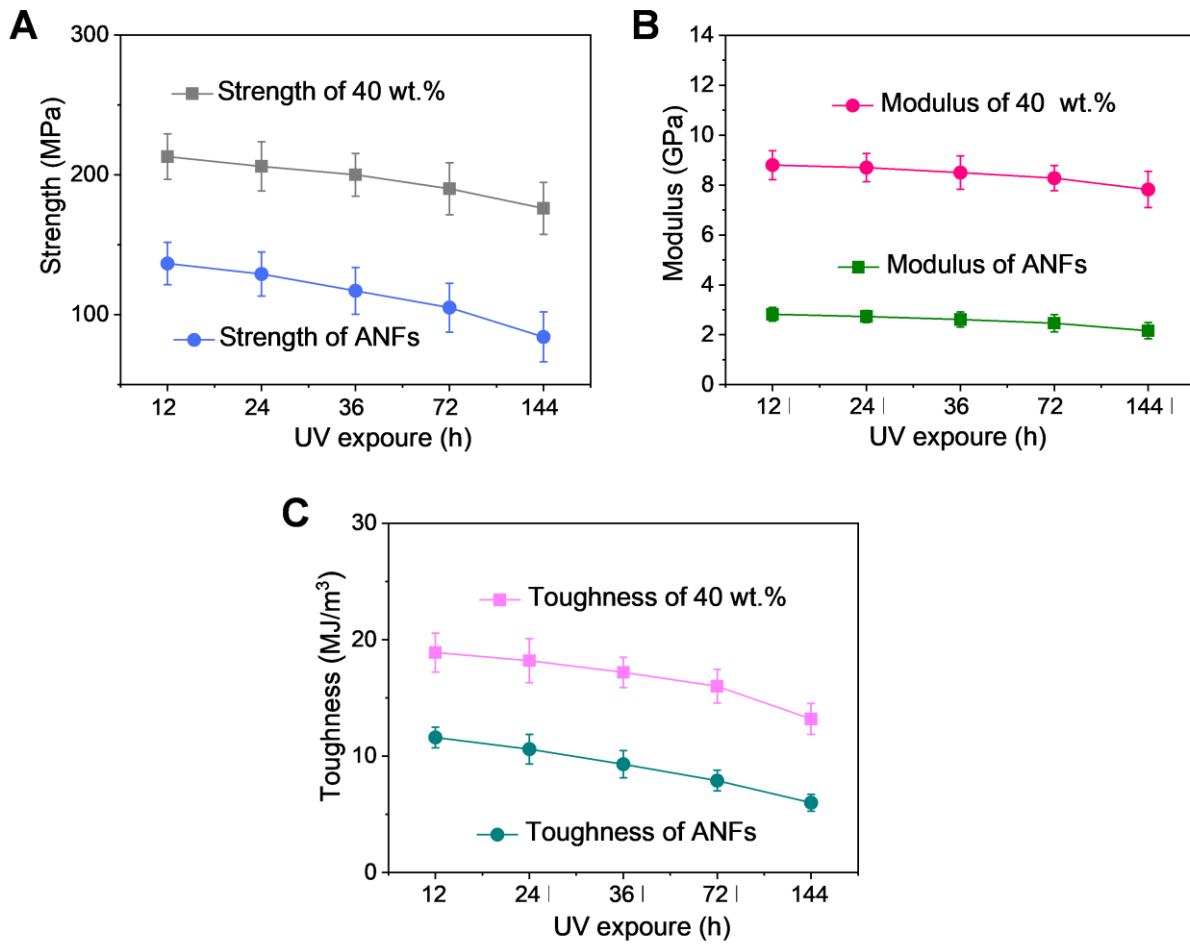 A
Strength (MPa)
300
200
100
Strength of 40 wt.%
Strength of ANFs
12 24 36 72 144
UV expoure (h)
B
Modulus (GPa)
14
12
10
8
6
4
2
0
Modulus of 40 wt.%
Modulus of ANFs
12 24 36 72 144
UV expoure (h)
C
Toughness (MJ/m³)
30
20
10
0
Toughness of 40 wt.%
Toughness of ANFs
12 24 36 72 144
UV expoure (h)